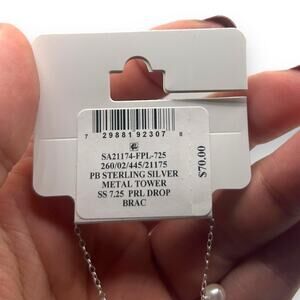 7 29881 92307 8
SA21174-FPL-725
260/02/445/21175
PB STERLING SILVER
METAL TOWER
SS 7.25 PRL DROP
BRAC
$70.00